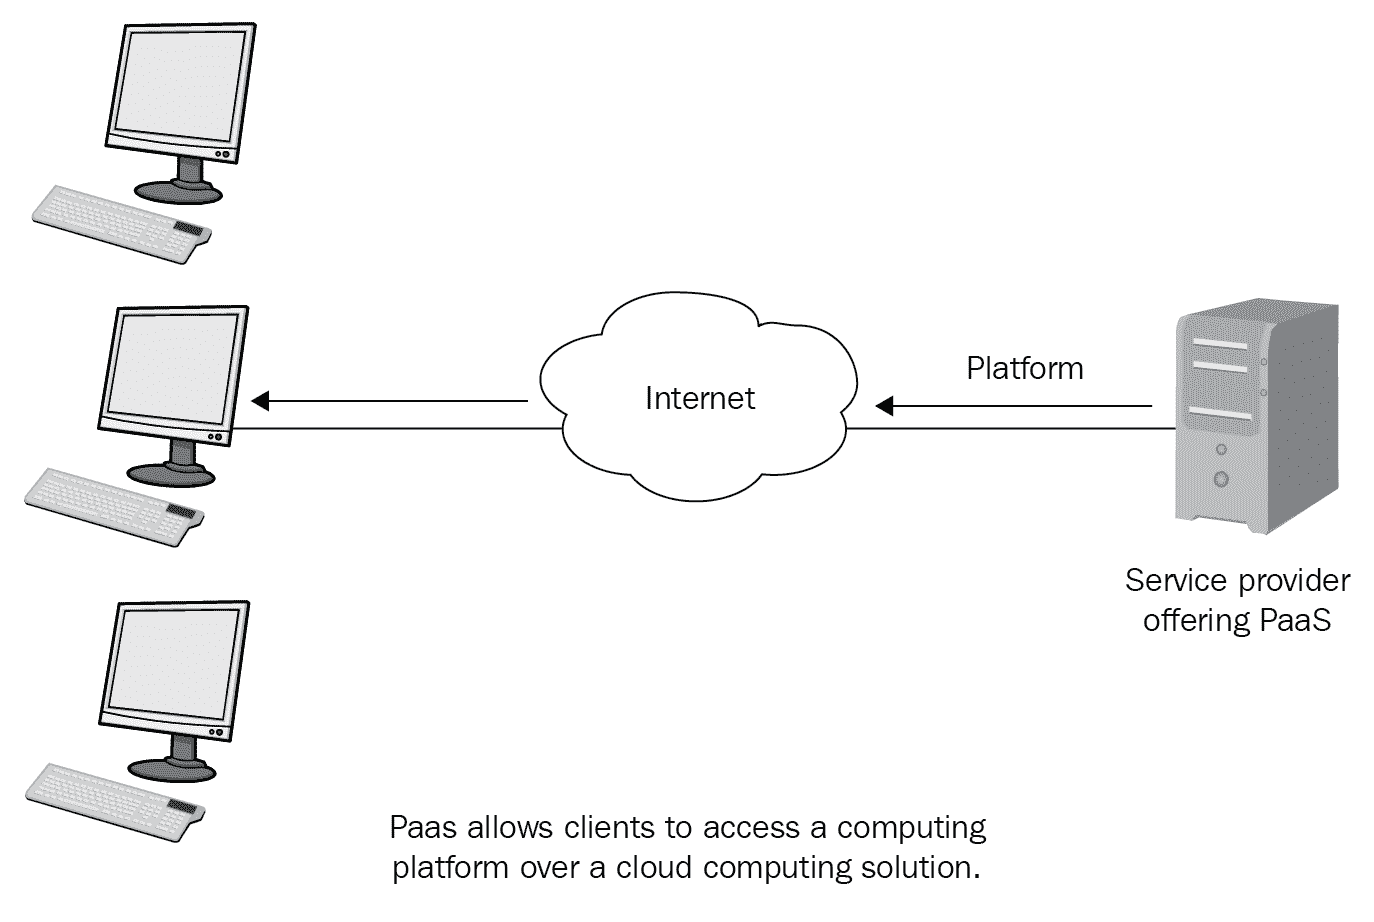 Platform
Internet
Service provider
offering PaaS
Paas allows clients to access a computing
platform over a cloud computing solution.